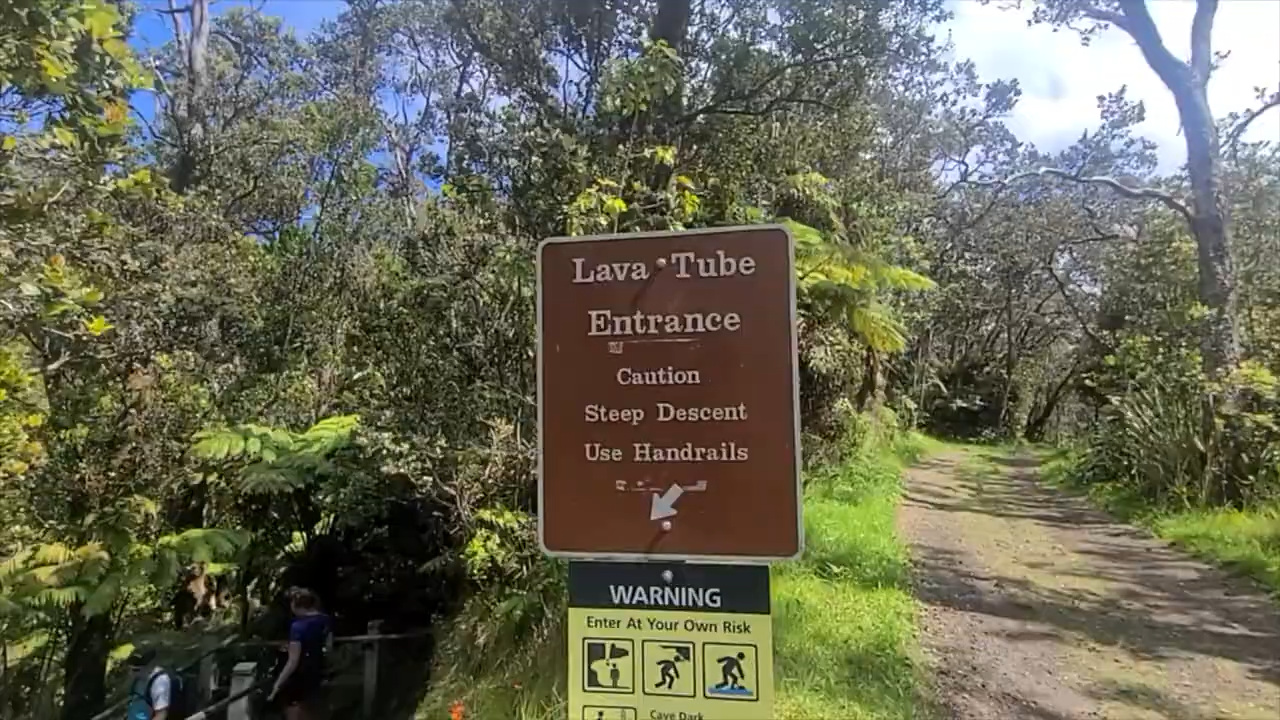 Lava Tube
Entrance
Caution
Steep Descent
Use Handrails
WARNING
Enter At Your Own Risk
Cave Dark